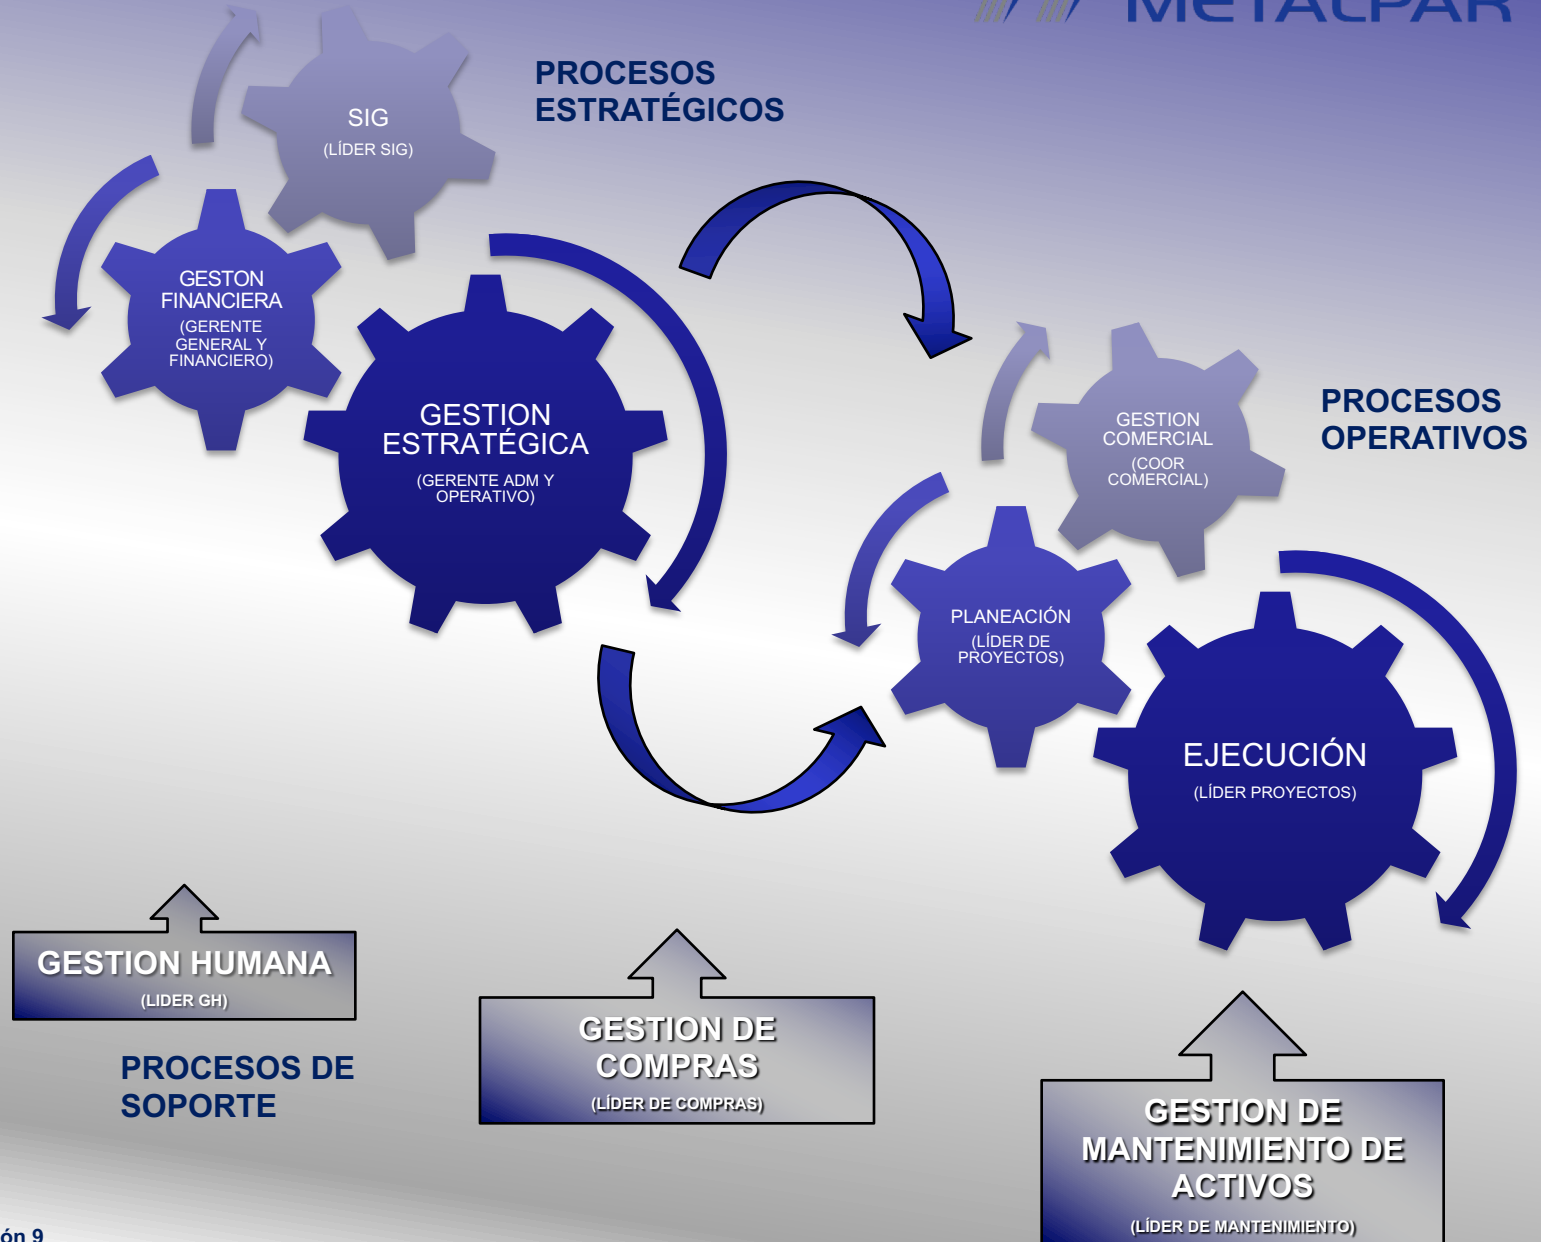 METALPAR
PROCESOS
ESTRATÉGICOS
SIG
(LÍDER SIG)
GESTON
FINANCIERA
(GERENTE
GENERAL Y
FINANCIERO)
GESTION
ESTRATÉGICA
(GERENTE ADM Y
OPERATIVO)
PROCESOS
OPERATIVOS
GESTION
COMERCIAL
(COOR
COMERCIAL)
PLANEACIÓN
(LÍDER DE
PROYECTOS)
EJECUCIÓN
(LÍDER PROYECTOS)
GESTION HUMANA
(LIDER GH)
PROCESOS DE
SOPORTE
GESTION DE
COMPRAS
(LÍDER DE COMPRAS)
GESTION DE
MANTENIMIENTO DE
ACTIVOS
(LÍDER DE MANTENIMIENTO)
ón 9